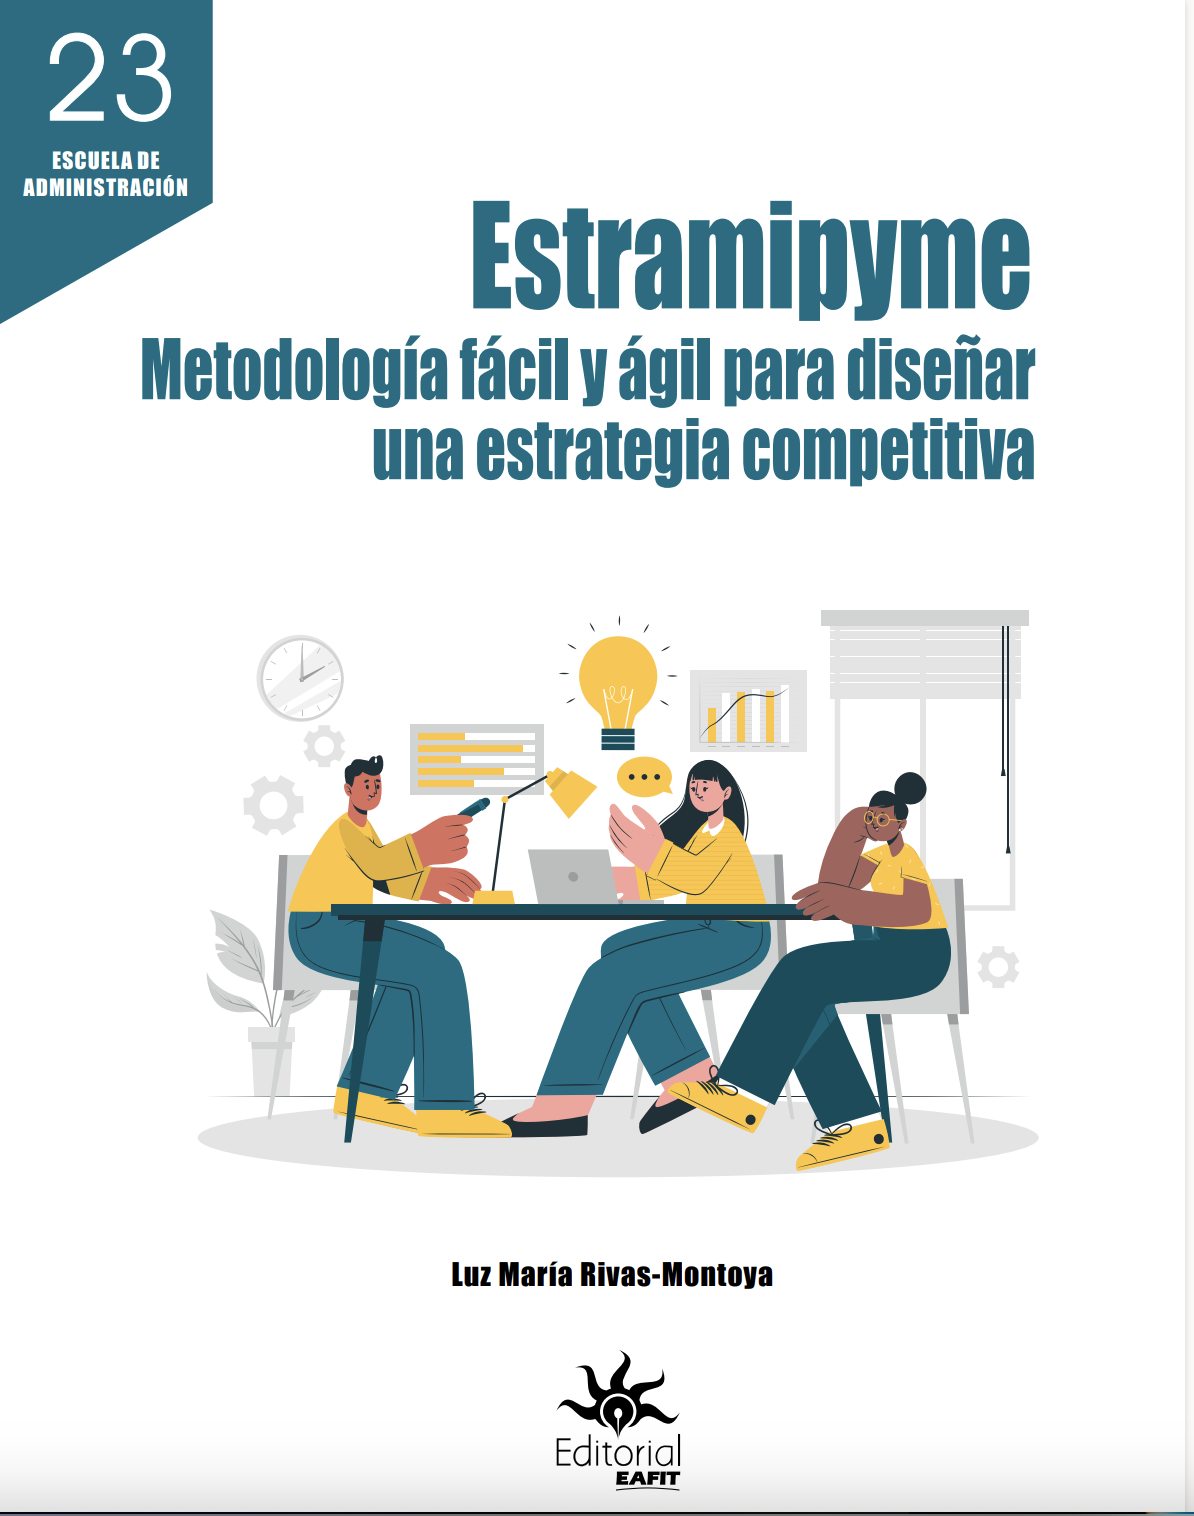 23
ESCUELA DE
ADMINISTRACIÓN
Estramipyme
Metodología fácil y ágil para diseñar
una estrategia competitiva
Luz María Rivas-Montoya
Editorial
EAFIT